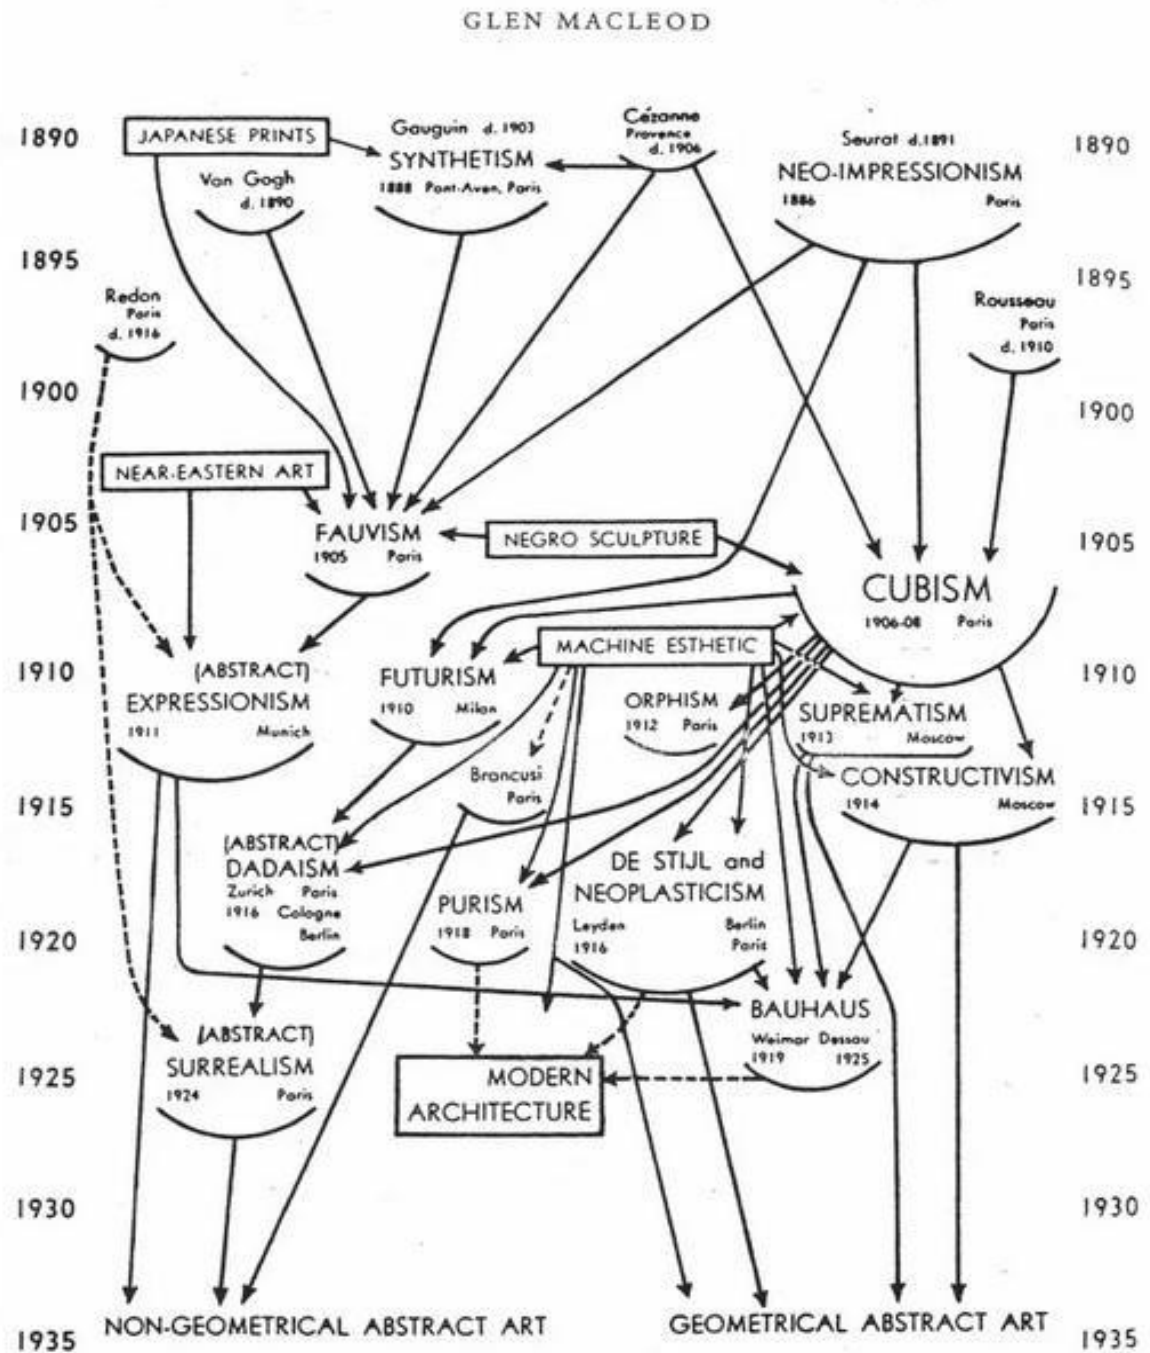 GLEN MACLEOD
1890
JAPANESE PRINTS
Gauguin d. 1903
SYNTHETISM
1888 Pont-Aven, Paris
Cézanne
Provence
d. 1906
Seurat d.1891
NEO-IMPRESSIONISM
1886 Paris
1890
Van Gogh
d. 1890
1895
1895
Redon
Paris
d. 1916
Rousseau
Paris
d. 1910
1900
1900
NEAR-EASTERN ART
1905
FAUVISM
1905 Paris
NEGRO SCULPTURE
1905
CUBISM
1906-08 Paris
MACHINE ESTHETIC
1910
(ABSTRACT)
EXPRESSIONISM
1911 Munich
FUTURISM
1910 Milan
ORPHISM
1912 Paris
SUPREMATISM
1913 Moscow
1910
Brancusi
Paris
CONSTRUCTIVISM
1914 Moscow
1915
1915
(ABSTRACT)
DADAISM
Zurich Paris
1916 Cologne
Berlin
PURISM
1918 Paris
DE STIJL and
NEOPLASTICISM
Leyden Berlin
1916 Paris
1920
1920
(ABSTRACT)
SURREALISM
1924 Paris
BAUHAUS
Weimar Dessau
1919 1925
1925
MODERN
ARCHITECTURE
1925
1930
1930
1935
NON-GEOMETRICAL ABSTRACT ART
GEOMETRICAL ABSTRACT ART
1935